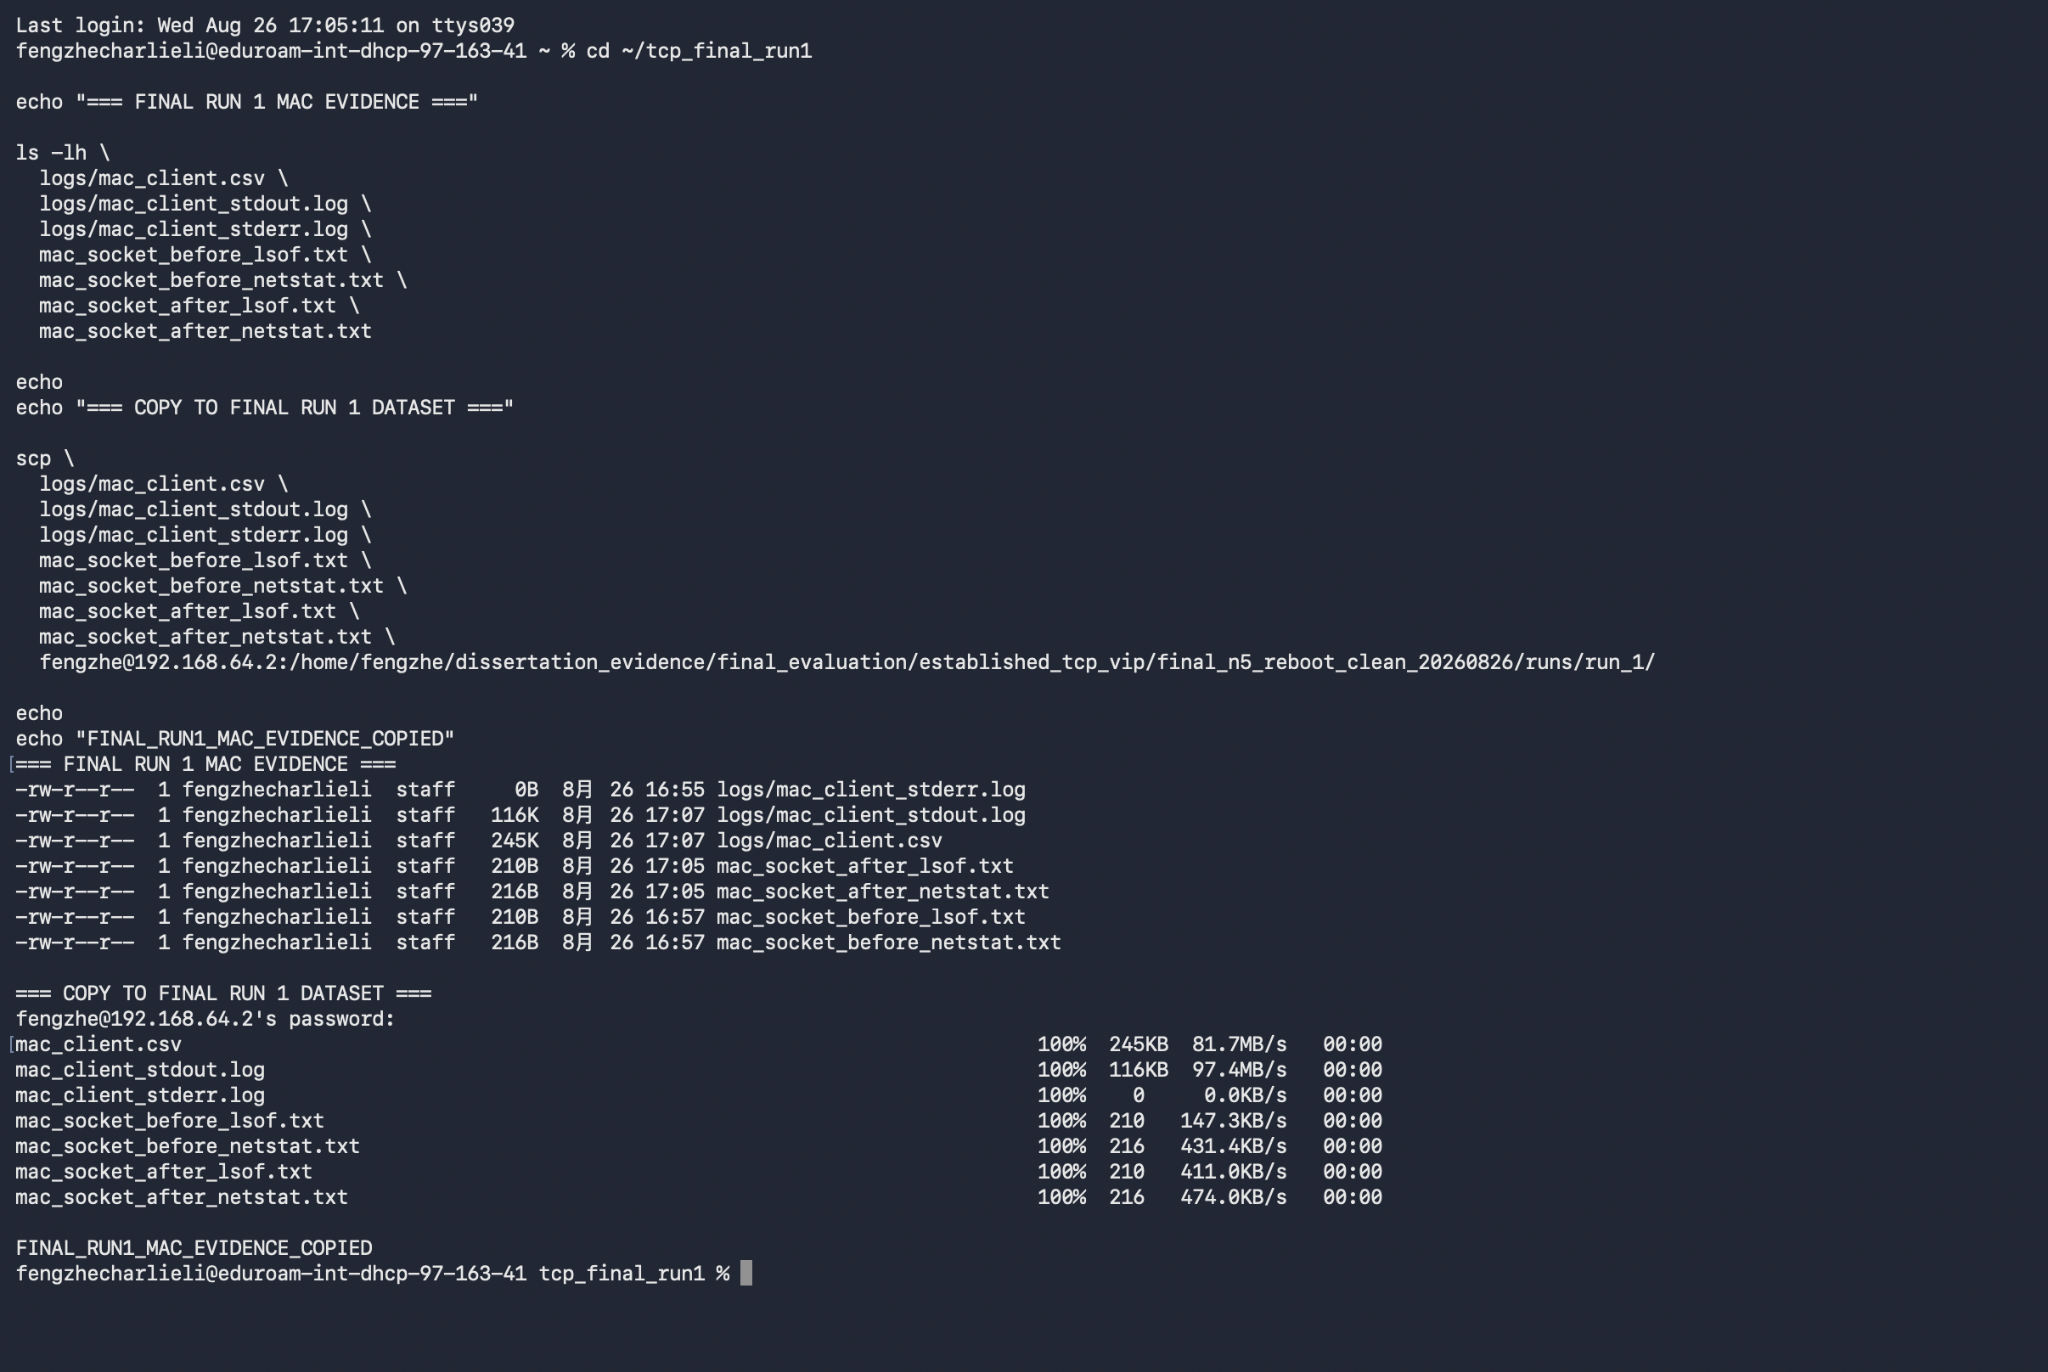 Last login: Wed Aug 26 17:05:11 on ttys039
fengzhecharlieli@eduroam-int-dhcp-97-163-41 ~ % cd ~/tcp_final_run1
echo "=== FINAL RUN 1 MAC EVIDENCE ==="
ls -lh \
  logs/mac_client.csv \
  logs/mac_client_stdout.log \
  logs/mac_client_stderr.log \
  mac_socket_before_lsof.txt \
  mac_socket_before_netstat.txt \
  mac_socket_after_lsof.txt \
  mac_socket_after_netstat.txt
echo
echo "=== COPY TO FINAL RUN 1 DATASET ==="
scp \
  logs/mac_client.csv \
  logs/mac_client_stdout.log \
  logs/mac_client_stderr.log \
  mac_socket_before_lsof.txt \
  mac_socket_before_netstat.txt \
  mac_socket_after_lsof.txt \
  mac_socket_after_netstat.txt \
  fengzhe@192.168.64.2:/home/fengzhe/dissertation_evidence/final_evaluation/established_tcp_vip/final_n5_reboot_clean_20260826/runs/run_1/
echo
echo "FINAL_RUN1_MAC_EVIDENCE_COPIED"
[=== FINAL RUN 1 MAC EVIDENCE ===
-rw-r--r--  1 fengzhecharlieli  staff     0B  8月  26 16:55 logs/mac_client_stderr.log
-rw-r--r--  1 fengzhecharlieli  staff   116K  8月  26 17:07 logs/mac_client_stdout.log
-rw-r--r--  1 fengzhecharlieli  staff   245K  8月  26 17:07 logs/mac_client.csv
-rw-r--r--  1 fengzhecharlieli  staff   210B  8月  26 17:05 mac_socket_after_lsof.txt
-rw-r--r--  1 fengzhecharlieli  staff   216B  8月  26 17:05 mac_socket_after_netstat.txt
-rw-r--r--  1 fengzhecharlieli  staff   210B  8月  26 16:57 mac_socket_before_lsof.txt
-rw-r--r--  1 fengzhecharlieli  staff   216B  8月  26 16:57 mac_socket_before_netstat.txt
=== COPY TO FINAL RUN 1 DATASET ===
fengzhe@192.168.64.2's password:
[mac_client.csv 100% 245KB 81.7MB/s 00:00
mac_client_stdout.log 100% 116KB 97.4MB/s 00:00
mac_client_stderr.log 100% 0 0.0KB/s 00:00
mac_socket_before_lsof.txt 100% 210 147.3KB/s 00:00
mac_socket_before_netstat.txt 100% 216 431.4KB/s 00:00
mac_socket_after_lsof.txt 100% 210 411.0KB/s 00:00
mac_socket_after_netstat.txt 100% 216 474.0KB/s 00:00
FINAL_RUN1_MAC_EVIDENCE_COPIED
fengzhecharlieli@eduroam-int-dhcp-97-163-41 tcp_final_run1 %